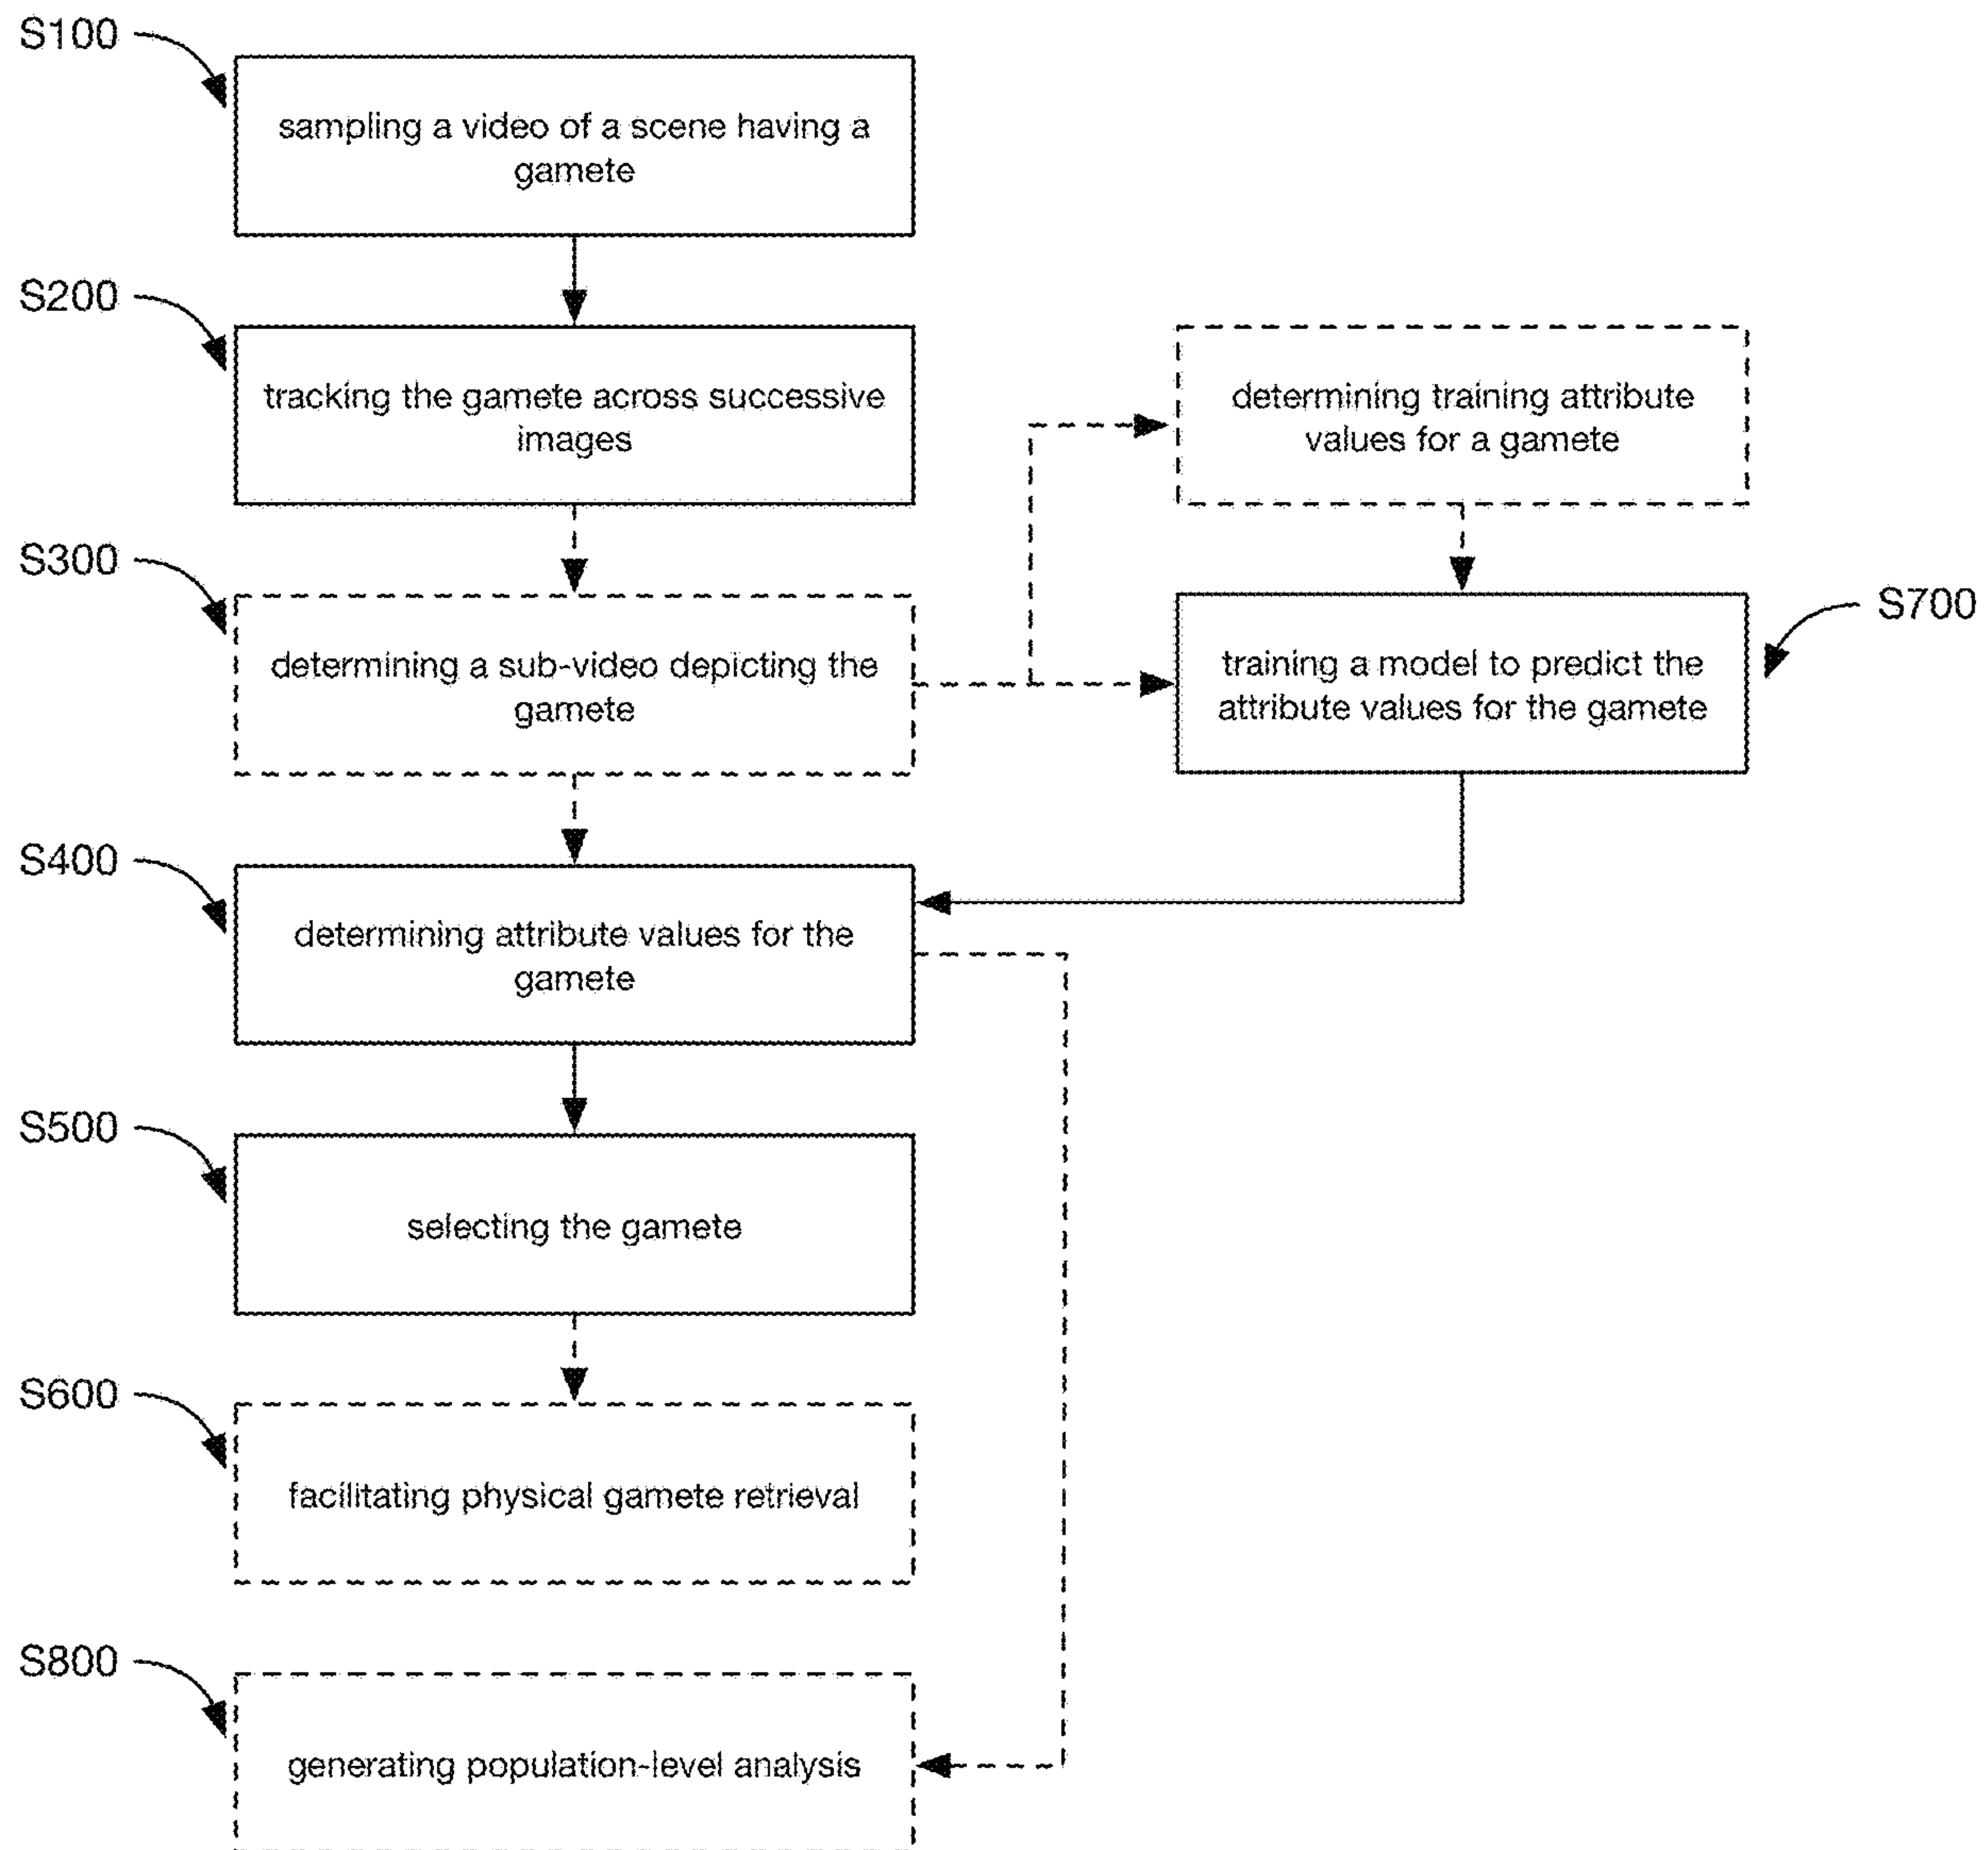 S100
sampling a video of a scene having a
gamete
S200
tracking the gamete across successive
images
determining training attribute
values for a gamete
S300
determining a sub-video depicting the
gamete
training a model to predict the
attribute values for the gamete
S700
S400
determining attribute values for the
gamete
S500
selecting the gamete
S600
facilitating physical gamete retrieval
S800
generating population-level analysis